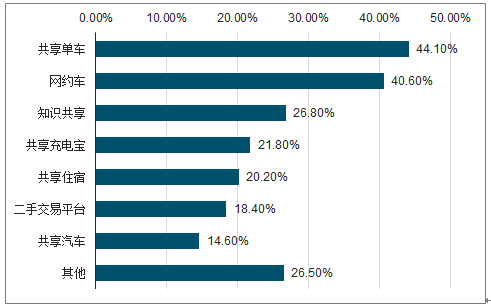 0.00% 10.00% 20.00% 30.00% 40.00% 50.00%
共享单车 44.10%
网约车 40.60%
知识共享 26.80%
共享充电宝 21.80%
共享住宿 20.20%
二手交易平台 18.40%
共享汽车 14.60%
其他 26.50%